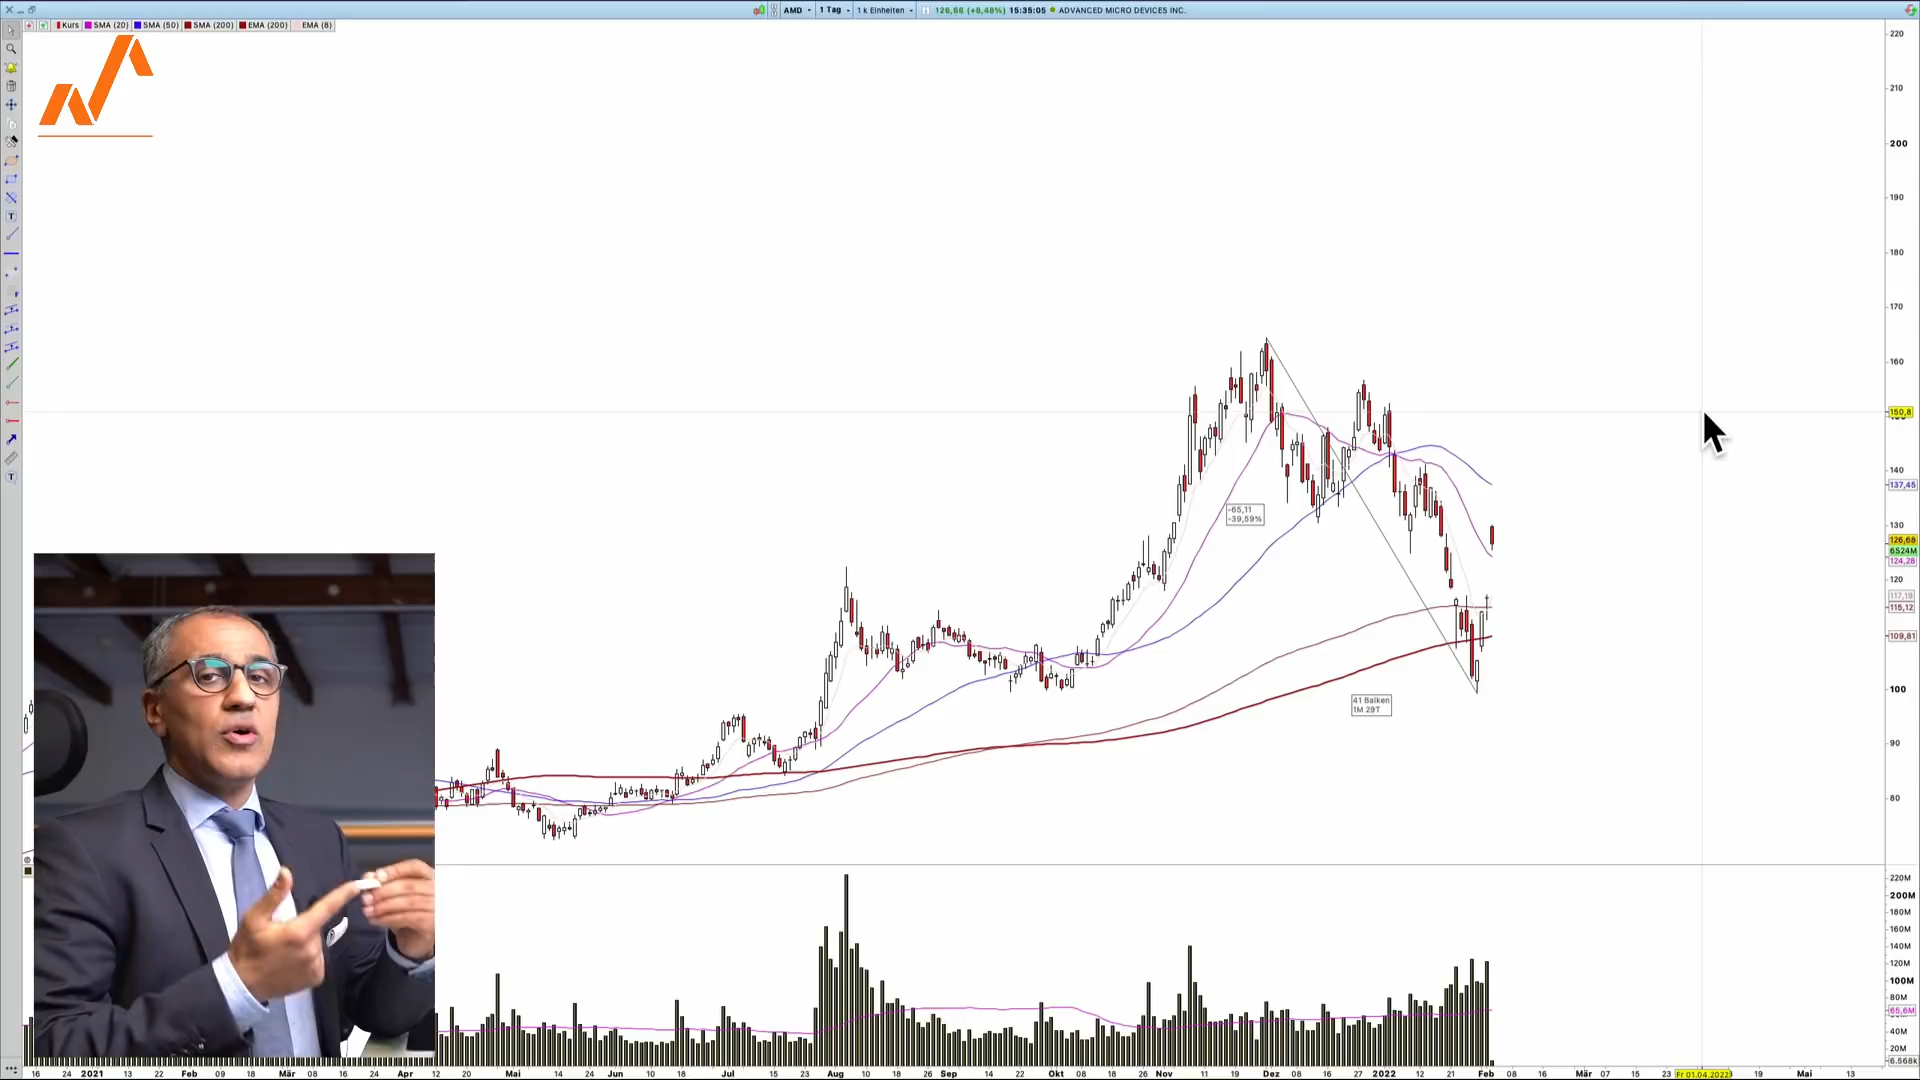 AMD 1 Tag 1 k Einheiten 126,66 (+8,48%) 15:35:05 ADVANCED MICRO DEVICES INC.
Kurs SMA (20) SMA (50) SMA (200) EMA (200) EMA (8)
220
210
200
190
180
170
160
150,8
140
137,45
130
126,68
6524M
124,28
120
117,18
115,12
109,81
100
90
80
-65,11
-39,59%
41 Balken
1M 29T
220M
200M
180M
160M
140M
120M
100M
80M
65,6M
40M
20M
6.568k
16 24 2021 13 22 Feb 09 18 Mär 08 16 24 Apr 12 20 Mai 14 24 Jun 10 18 Jul 15 23 Aug 10 18 26 Sep 14 22 Okt 08 18 26 Nov 11 19 Dez 08 16 27 2022 12 21 Feb 08 16 Mär 07 15 23 Fr 01.04.2022 19 Mai 13